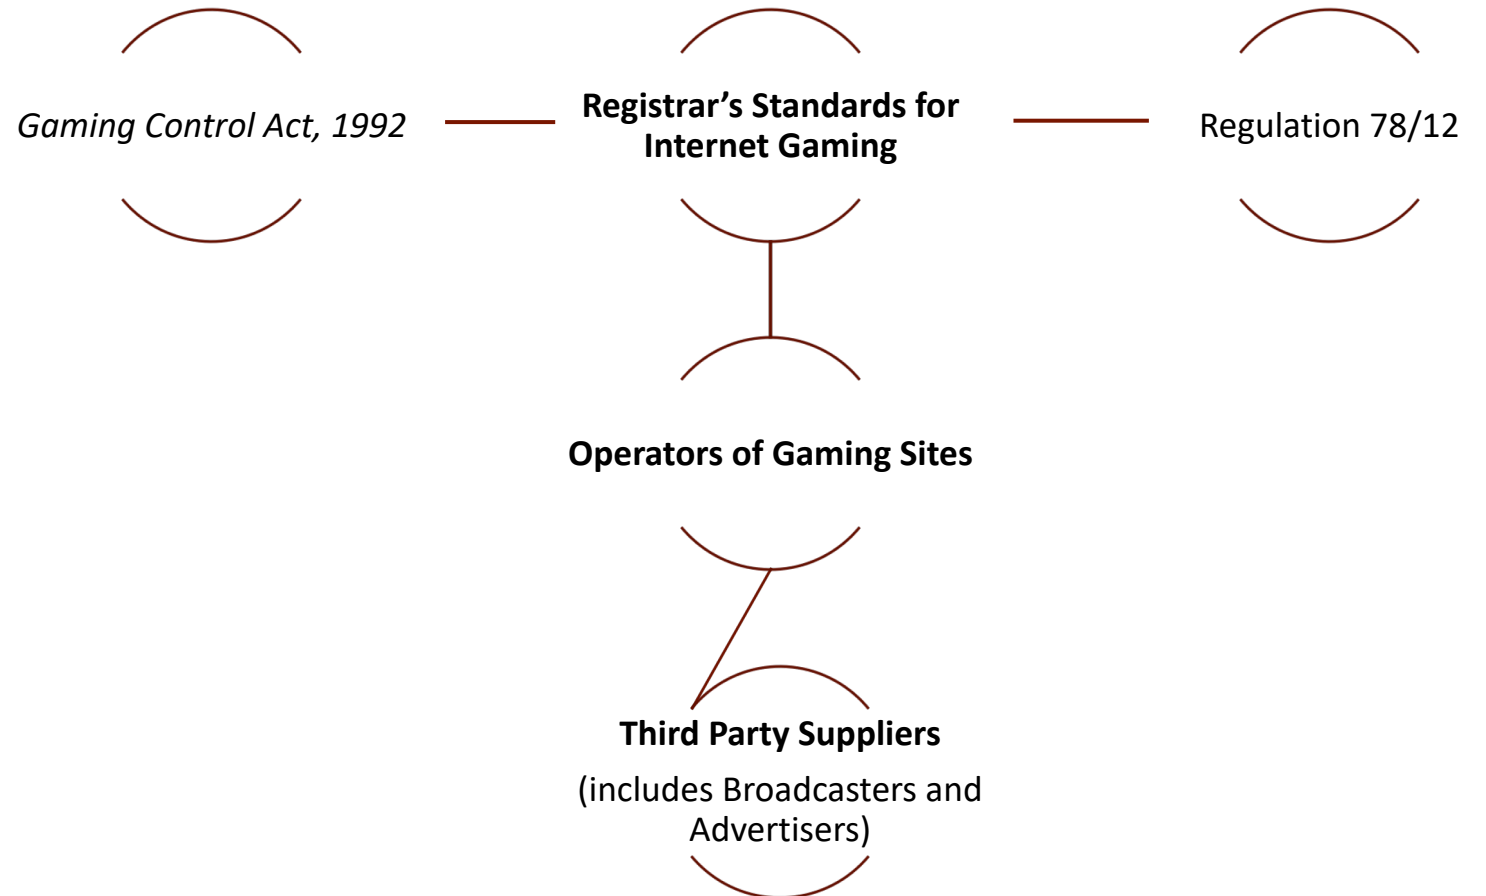 Gaming Control Act, 1992
Registrar’s Standards for
Internet Gaming
Regulation 78/12
Operators of Gaming Sites
Third Party Suppliers
(includes Broadcasters and
Advertisers)